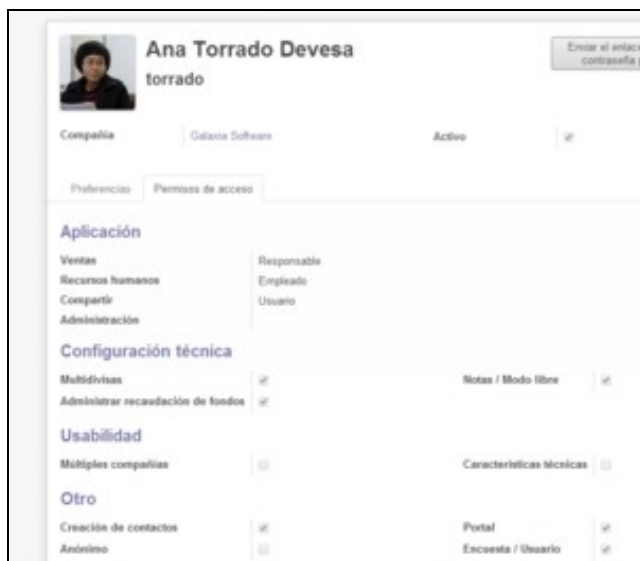 Ana Torrado Devesa
torrado
Enviar el enlace
contraseña p
Compañía Galaxia Software Activo
Preferencias Permisos de acceso
Aplicación
Ventas Responsable
Recursos humanos Empleado
Compartir Usuario
Administración
Configuración técnica
Multidivisas Notas / Modo libre
Administrar recaudación de fondos
Usabilidad
Múltiples compañías Características técnicas
Otro
Creación de contactos Portal
Anónimo Encuesta / Usuario